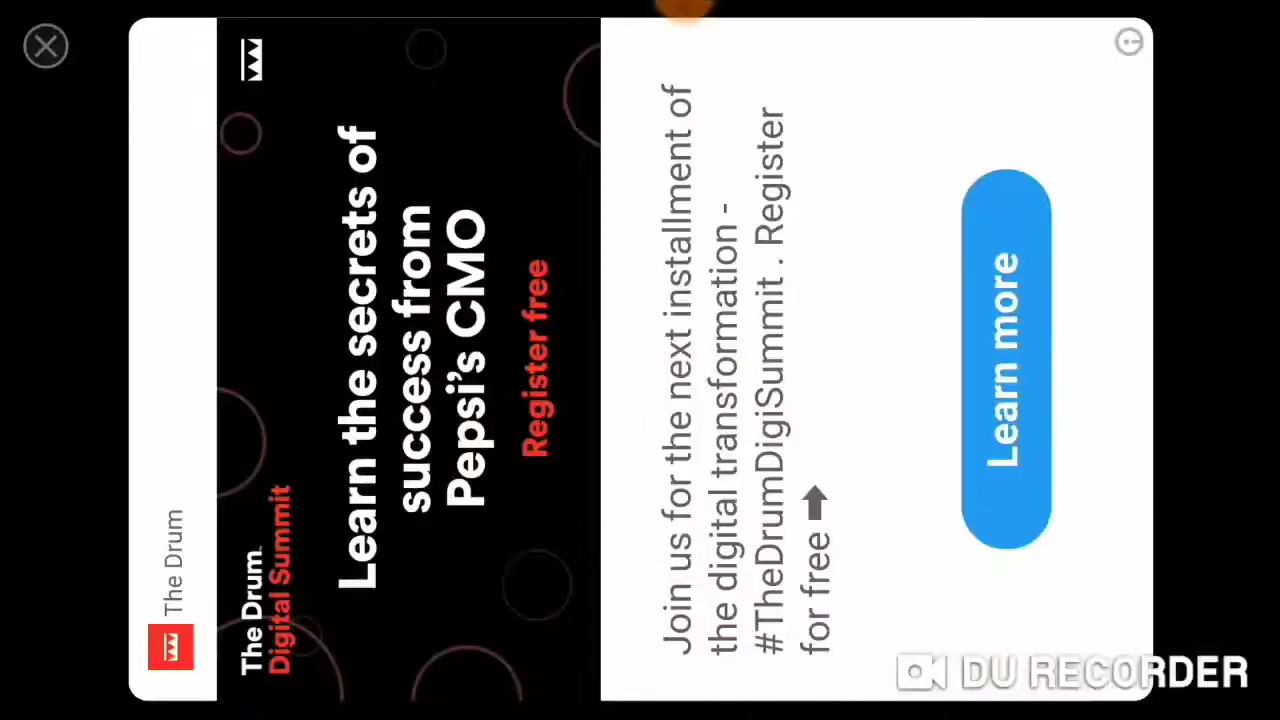 The Drum
The Drum
Digital Summit
Learn the secrets of
success from
Pepsi's CMO
Register free
Join us for the next installment of
the digital transformation -
#TheDrumDigiSummit . Register
for free ➡
Learn more
DU RECORDER